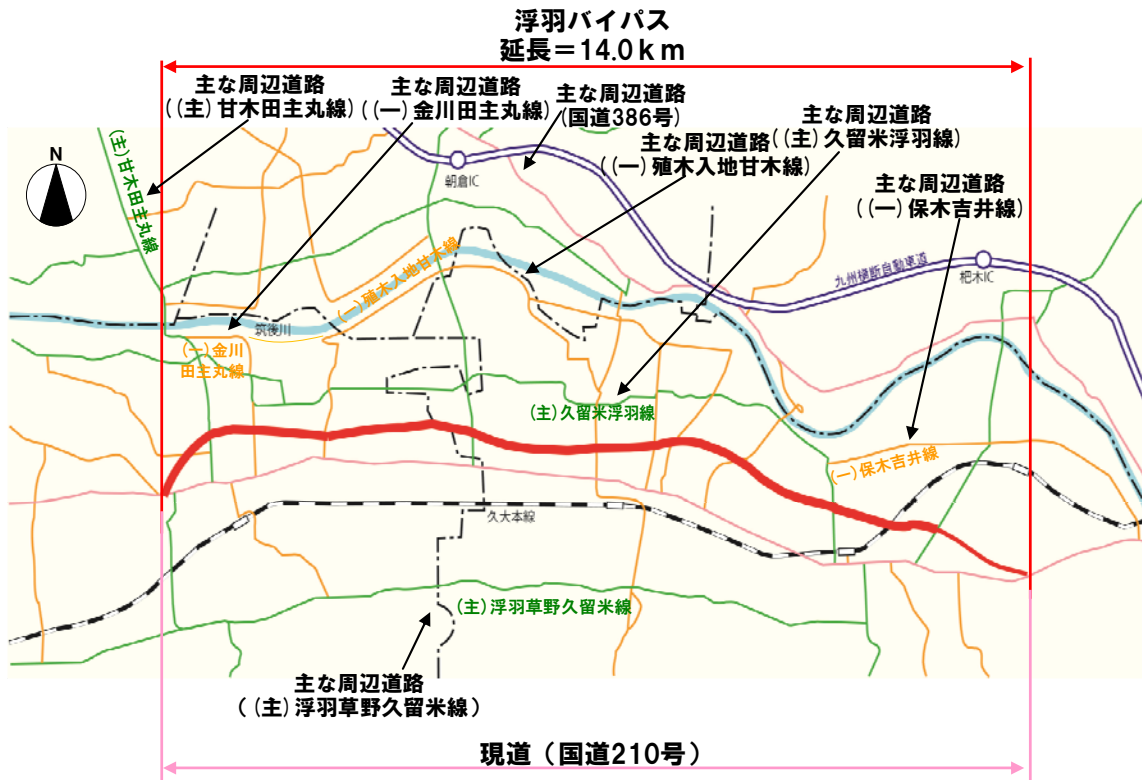 浮羽バイパス
延長＝14.0ｋｍ
主な周辺道路
((主)甘木田主丸線)
主な周辺道路
((一)金川田主丸線)
主な周辺道路
(国道386号)
主な周辺道路
((一)殖木入地甘木線)
主な周辺道路
((主)久留米浮羽線)
主な周辺道路
((一)保木吉井線)
N
(主)甘木田主丸線
朝倉IC
九州横断自動車道
杷木IC
(一)殖木入地甘木線
筑後川
(一)金川
田主丸線
(主)久留米浮羽線
(一)保木吉井線
久大本線
(主)浮羽草野久留米線
主な周辺道路
((主)浮羽草野久留米線)
現道（国道210号）